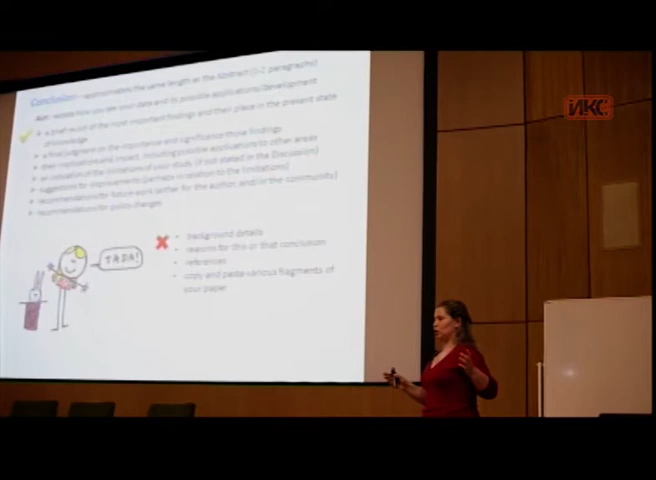 ИКС
Conclusion – approximates the same length as the Abstract (1-2 paragraphs)
Aim: restate how you see your data and its possible applications/development
a brief revisit of the most important findings and their place in the present state
of knowledge
a final judgment on the importance and significance those findings
their implications and impact, including possible applications to other areas
an indication of the limitations of your study (if not stated in the Discussion)
suggestions for improvements (perhaps in relation to the limitations)
recommendations for future work (either for the author, and/or the community)
recommendations for policy changes
TADA!
background details
reasons for this or that conclusion
references
copy and paste various fragments of
your paper